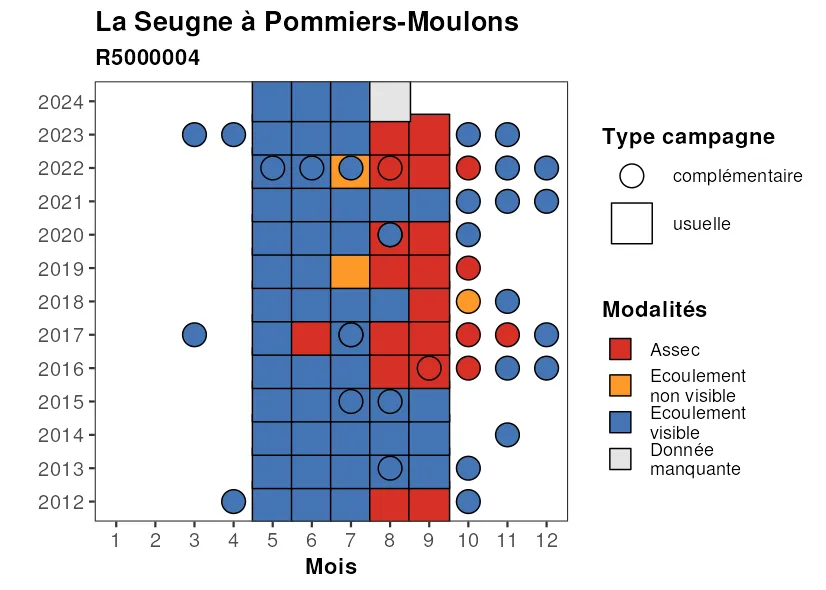 La Seugne à Pommiers-Moulons
R5000004
2024
2023
2022
2021
2020
2019
2018
2017
2016
2015
2014
2013
2012
1 2 3 4 5 6 7 8 9 10 11 12
Mois
Type campagne
complémentaire
usuelle
Modalités
Assec
Ecoulement
non visible
Ecoulement
visible
Donnée
manquante